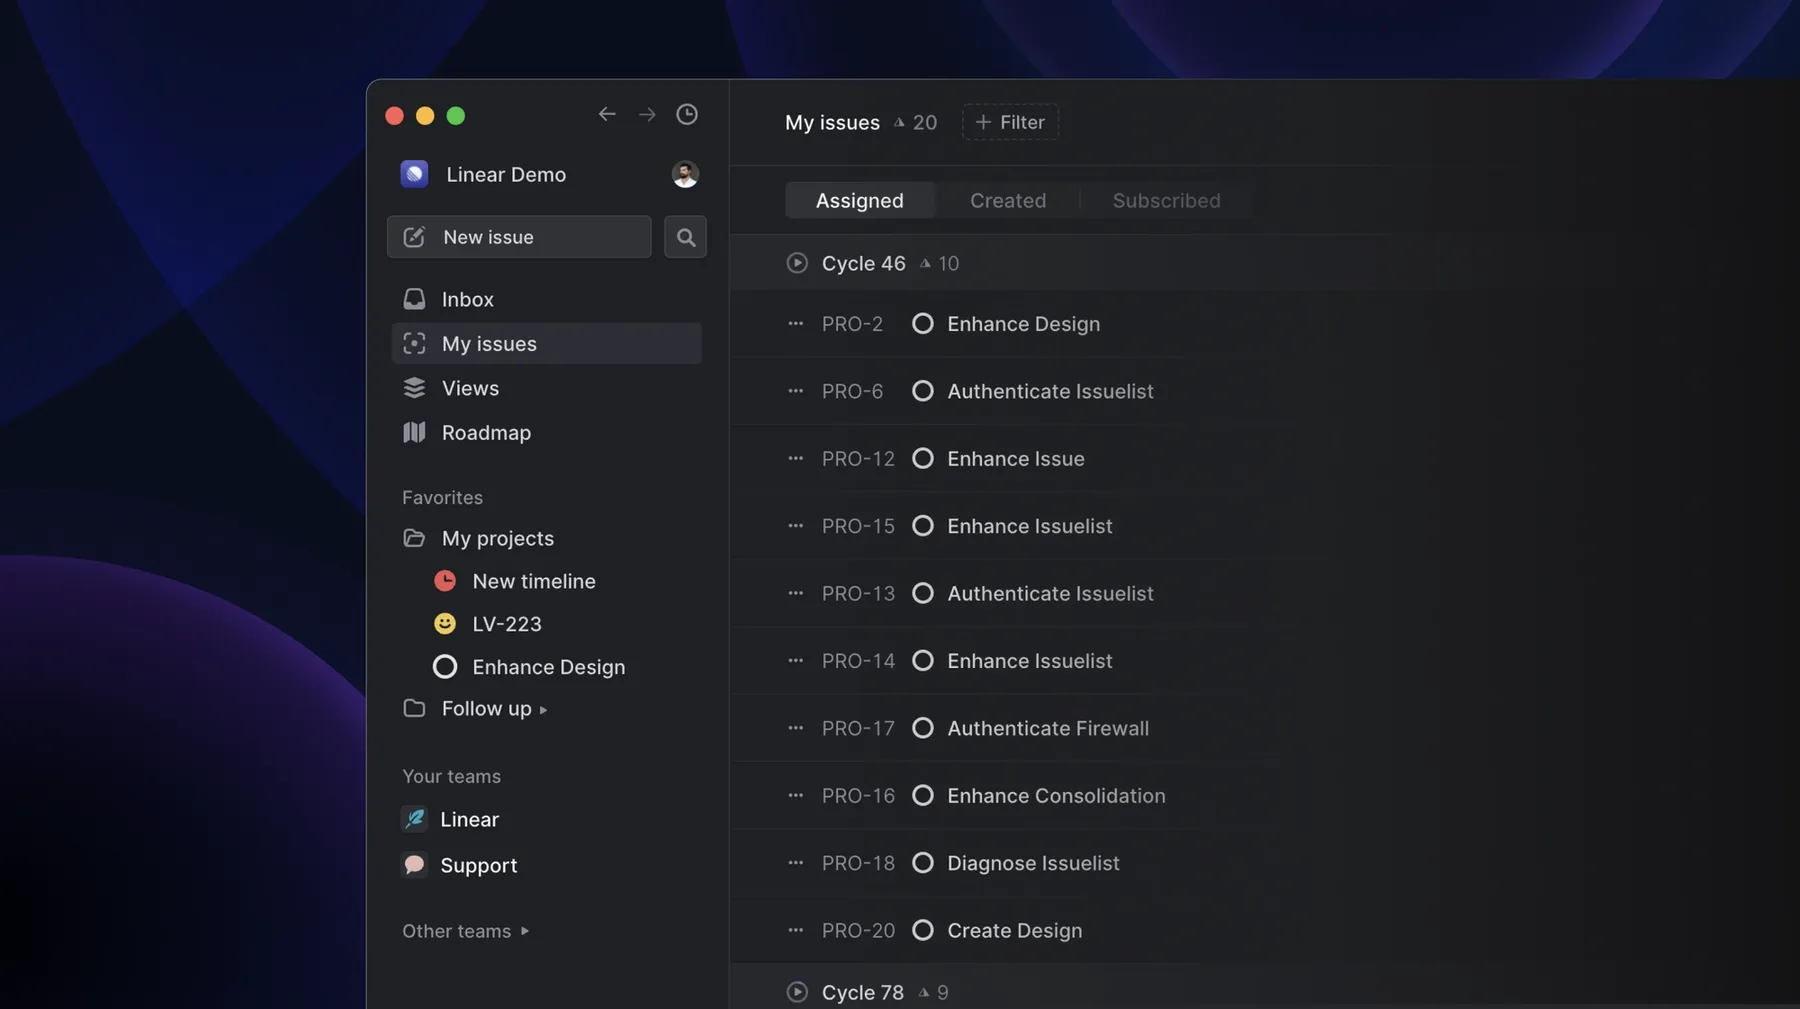 Linear Demo
New issue
Inbox
My issues
Views
Roadmap
Favorites
My projects
New timeline
LV-223
Enhance Design
Follow up
Your teams
Linear
Support
Other teams
My issues 20 + Filter
Assigned Created Subscribed
Cycle 46 10
PRO-2 Enhance Design
PRO-6 Authenticate Issuelist
PRO-12 Enhance Issue
PRO-15 Enhance Issuelist
PRO-13 Authenticate Issuelist
PRO-14 Enhance Issuelist
PRO-17 Authenticate Firewall
PRO-16 Enhance Consolidation
PRO-18 Diagnose Issuelist
PRO-20 Create Design
Cycle 78 9